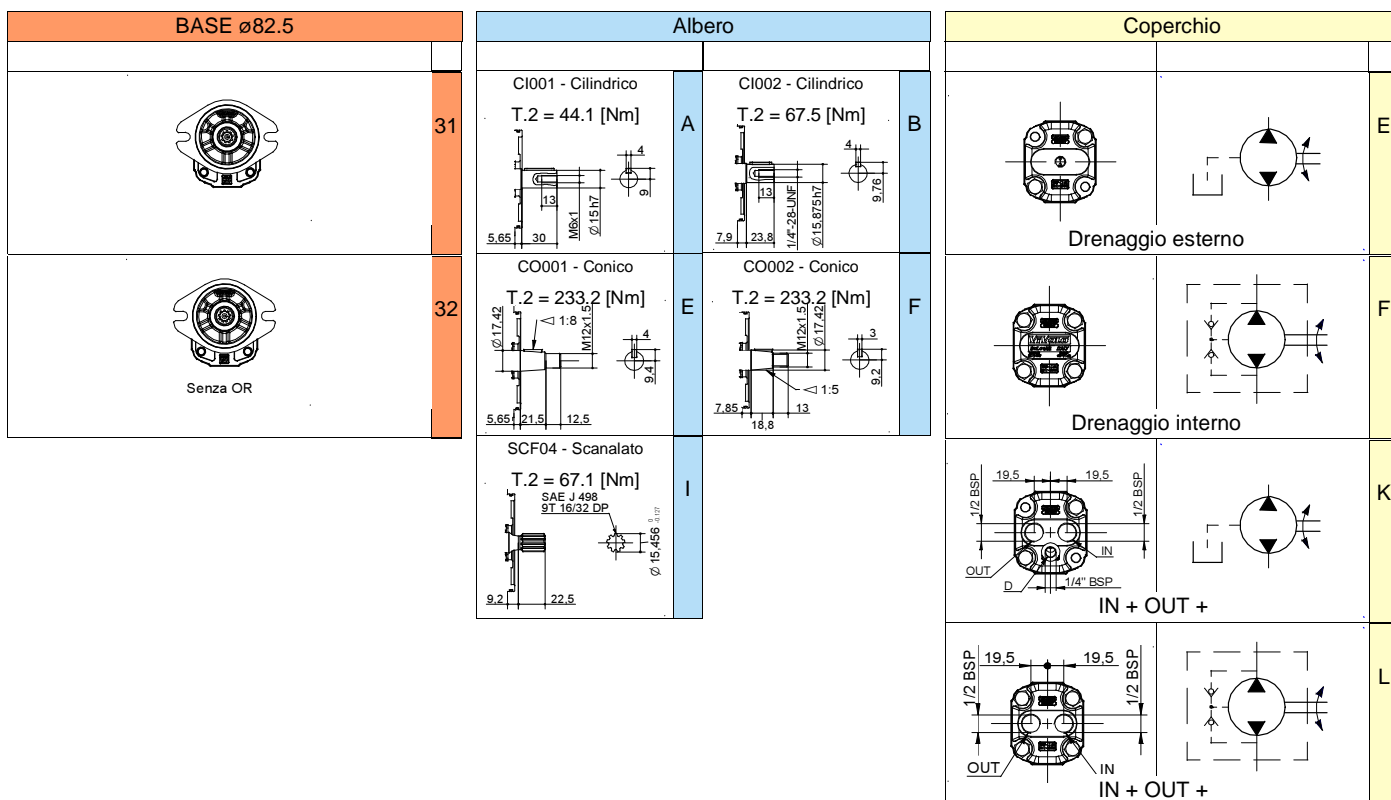 BASE ø82.5
31
32
Senza OR
Albero
CI001 - Cilindrico
T.2 = 44.1 [Nm]
A
4
9
13
M6x1
∅15 h7
5,65
30
CI002 - Cilindrico
T.2 = 67.5 [Nm]
B
4
9,76
13
1/4"-28-UNF
∅15,875 h7
7,9
23,8
CO001 - Conico
T.2 = 233.2 [Nm]
E
∅17,42
1:8
M12x1.5
4
9,4
5,65
21,5
12,5
CO002 - Conico
T.2 = 233.2 [Nm]
F
M12x1.5
∅17,42
3
9,2
1:5
7,85
13
18,8
SCF04 - Scanalato
T.2 = 67.1 [Nm]
I
SAE J 498
9T 16/32 DP
∅15,456 0 -0,127
9,2
22,5
Coperchio
E
Drenaggio esterno
F
Drenaggio interno
K
1/2 BSP
19,5
19,5
1/2 BSP
OUT
IN
D
1/4" BSP
IN + OUT +
L
1/2 BSP
19,5
19,5
1/2 BSP
OUT
IN
IN + OUT +